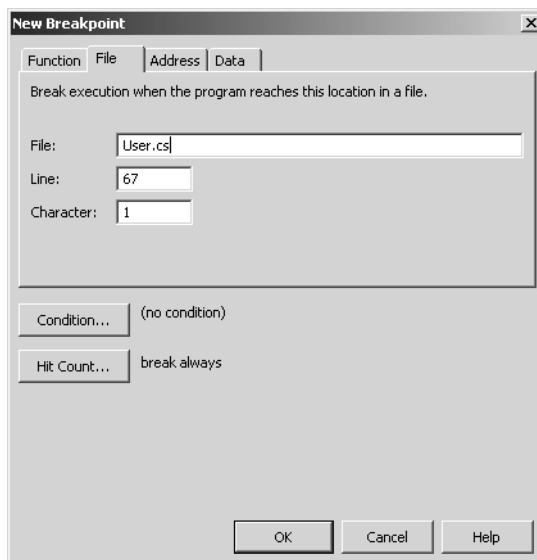 New Breakpoint
Function File Address Data
Break execution when the program reaches this location in a file.
File: User.cs
Line: 67
Character: 1
Condition... (no condition)
Hit Count... break always
OK Cancel Help